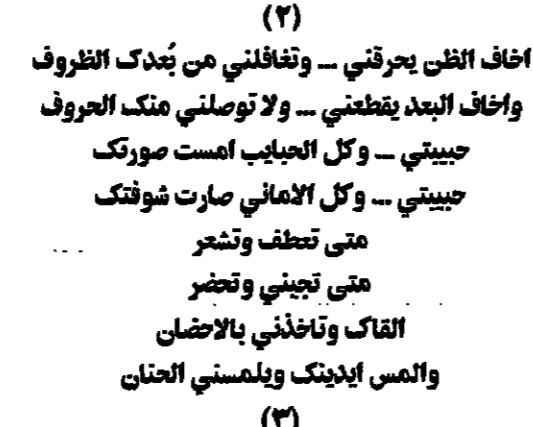 (٢)
اخاف الظن يحرقني ... وتغافلني من بُعدك الظروف
واخاف البعد يقطعني ... ولا توصلني منك الحروف
حبيبتي ... وكل الحبايب امست صورتك
حبيبتي ... وكل الاماني صارت شوفتك
متى تعطف وتشعر
متى تجيني وتحضر
القاك وتاخذني بالاحضان
والمس ايدينك ويلمسني الحنان
(٣)